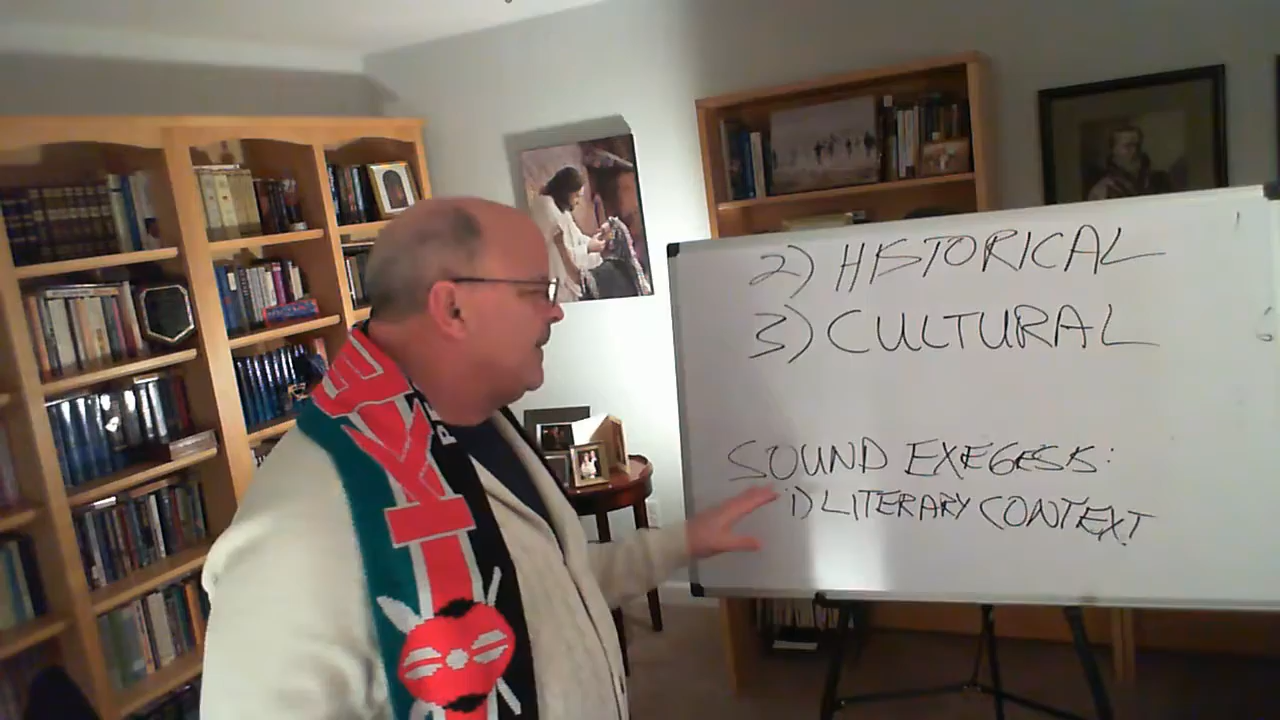 2) HISTORICAL
3) CULTURAL
SOUND EXEGESIS:
1) LITERARY CONTEXT